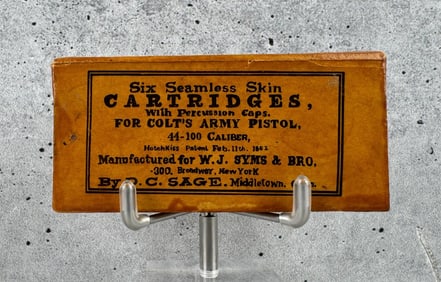 Six Seamless Skin
CARTRIDGES,
With Percussion Caps.
FOR COLT'S ARMY PISTOL,
44-100 CALIBER,
Hotchkiss Patent Feb. 11th.
Manufactured for W. J. SYMS & BRO.
300, Broadway, New York
By C. SAGE, Middletown,